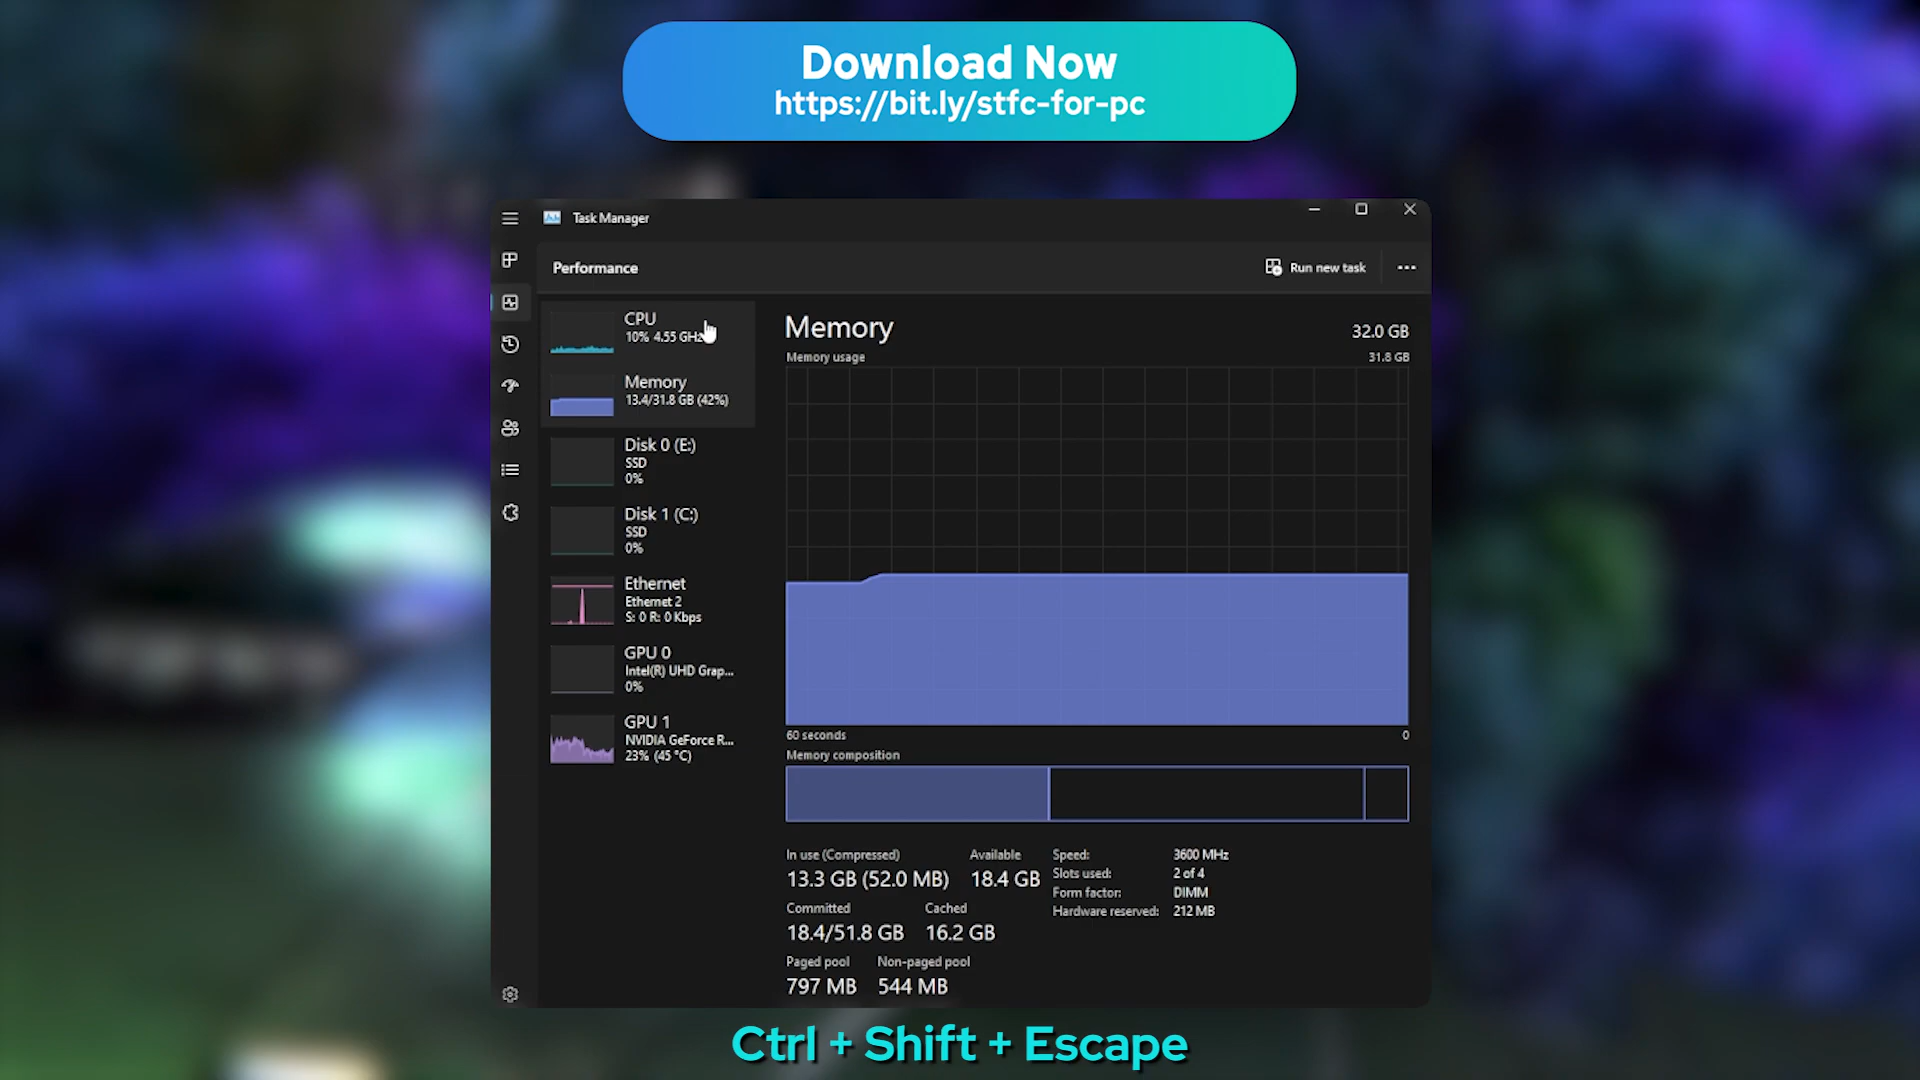 Download Now
https://bit.ly/stfc-for-pc
Task Manager
Performance
Run new task
CPU
10% 4.55 GHz
Memory
13.4/31.8 GB (42%)
Disk 0 (E:)
SSD
0%
Disk 1 (C:)
SSD
0%
Ethernet
Ethernet 2
S: 0 R: 0 Kbps
GPU 0
Intel(R) UHD Grap...
0%
GPU 1
NVIDIA GeForce R...
23% (45 °C)
Memory 32.0 GB
Memory usage 31.8 GB
60 seconds 0
Memory composition
In use (Compressed) Available
13.3 GB (52.0 MB) 18.4 GB
Committed Cached
18.4/51.8 GB 16.2 GB
Paged pool Non-paged pool
797 MB 544 MB
Speed: 3600 MHz
Slots used: 2 of 4
Form factor: DIMM
Hardware reserved: 212 MB
Ctrl + Shift + Escape